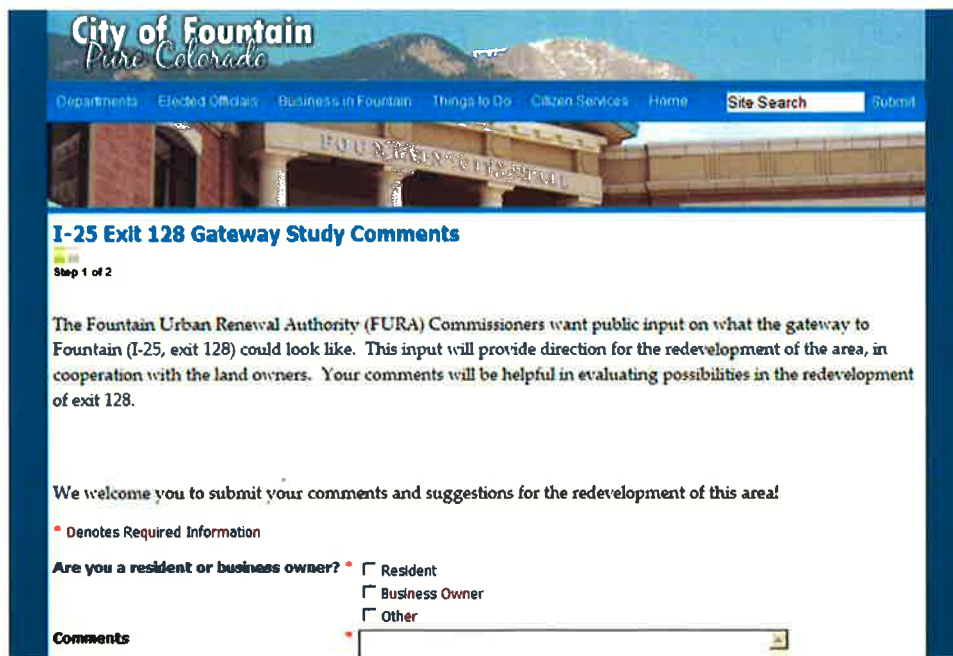 City of Fountain
Pure Colorado
Departments Elected Officials Business in Fountain Things to Do Citizen Services Home Site Search Submit
FOUNTAIN CITY HALL
I-25 Exit 128 Gateway Study Comments
Step 1 of 2
The Fountain Urban Renewal Authority (FURA) Commissioners want public input on what the gateway to
Fountain (I-25, exit 128) could look like. This input will provide direction for the redevelopment of the area, in
cooperation with the land owners. Your comments will be helpful in evaluating possibilities in the redevelopment
of exit 128.
We welcome you to submit your comments and suggestions for the redevelopment of this area!
* Denotes Required Information
Are you a resident or business owner? * Resident
Business Owner
Other
Comments *